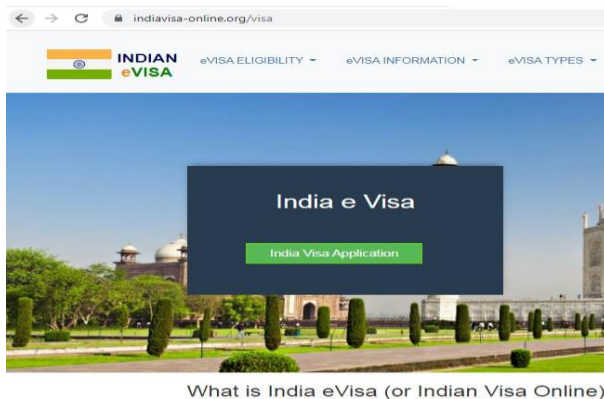 indiavisa-online.org/visa
INDIAN
eVISA
eVISA ELIGIBILITY
eVISA INFORMATION
eVISA TYPES
India e Visa
India Visa Application
What is India eVisa (or Indian Visa Online)